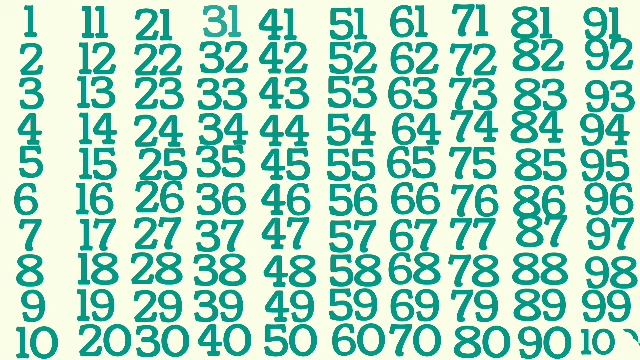 1 11 21 31 41 51 61 71 81 91
2 12 22 32 42 52 62 72 82 92
3 13 23 33 43 53 63 73 83 93
4 14 24 34 44 54 64 74 84 94
5 15 25 35 45 55 65 75 85 95
6 16 26 36 46 56 66 76 86 96
7 17 27 37 47 57 67 77 87 97
8 18 28 38 48 58 68 78 88 98
9 19 29 39 49 59 69 79 89 99
10 20 30 40 50 60 70 80 90 10